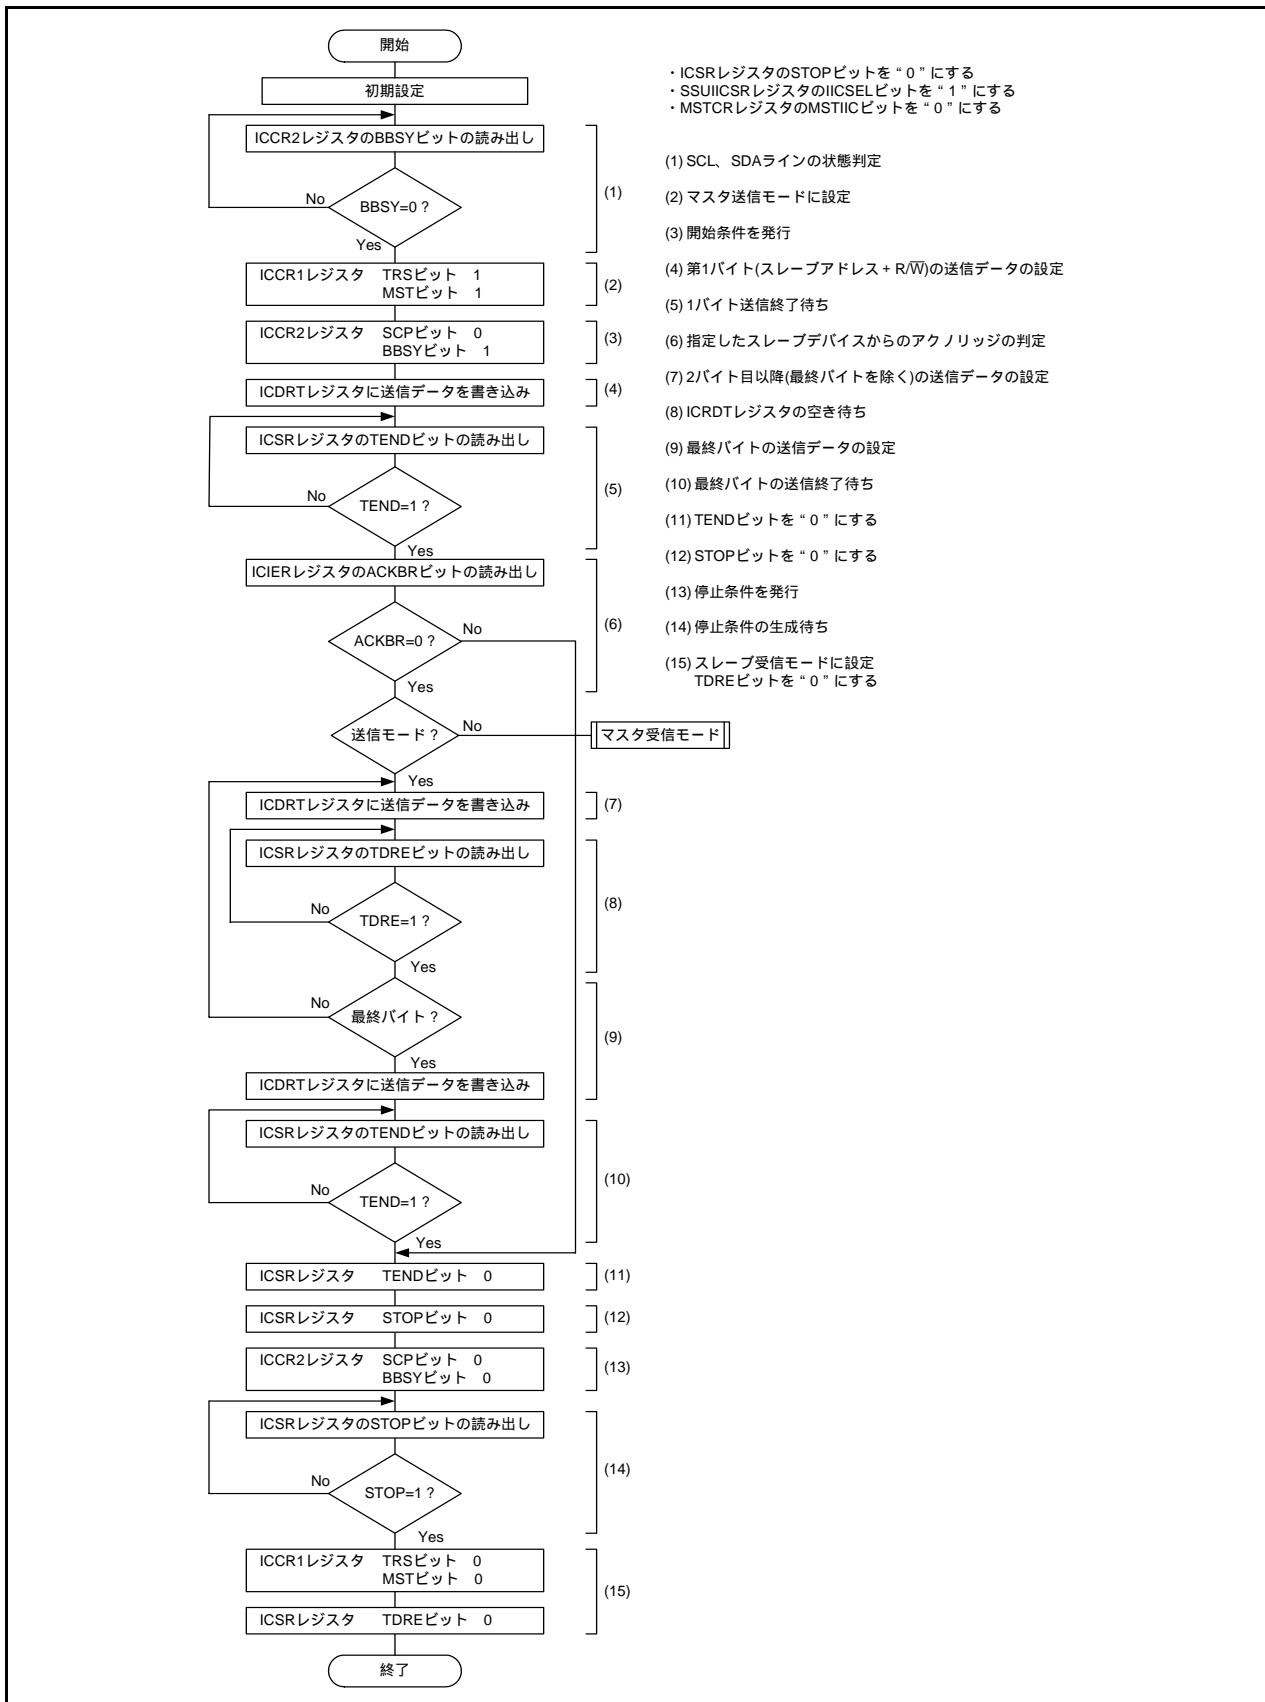 開始
初期設定
・ICSRレジスタのSTOPビットを“0”にする
・SSUIICSRレジスタのIICSELビットを“1”にする
・MSTCRレジスタのMSTIICビットを“0”にする
ICCR2レジスタのBBSYビットの読み出し
BBSY=0 ?
No
Yes
(1)
ICCR1レジスタ TRSビット 1
MSTビット 1
(2)
ICCR2レジスタ SCPビット 0
BBSYビット 1
(3)
ICDRTレジスタに送信データを書き込み
(4)
ICSRレジスタのTENDビットの読み出し
TEND=1 ?
No
Yes
(5)
ICIERレジスタのACKBRビットの読み出し
ACKBR=0 ?
No
Yes
(6)
送信モード ?
No
Yes
マスタ受信モード
ICDRTレジスタに送信データを書き込み
(7)
ICSRレジスタのTDREビットの読み出し
TDRE=1 ?
No
Yes
(8)
最終バイト ?
No
Yes
ICDRTレジスタに送信データを書き込み
(9)
ICSRレジスタのTENDビットの読み出し
TEND=1 ?
No
Yes
(10)
ICSRレジスタ TENDビット 0
(11)
ICSRレジスタ STOPビット 0
(12)
ICCR2レジスタ SCPビット 0
BBSYビット 0
(13)
ICSRレジスタのSTOPビットの読み出し
STOP=1 ?
No
Yes
(14)
ICCR1レジスタ TRSビット 0
MSTビット 0
ICSRレジスタ TDREビット 0
(15)
終了
(1) SCL、SDAラインの状態判定
(2) マスタ送信モードに設定
(3) 開始条件を発行
(4) 第1バイト(スレーブアドレス + R/W̅)の送信データの設定
(5) 1バイト送信終了待ち
(6) 指定したスレーブデバイスからのアクノリッジの判定
(7) 2バイト目以降(最終バイトを除く)の送信データの設定
(8) ICRDTレジスタの空き待ち
(9) 最終バイトの送信データの設定
(10) 最終バイトの送信終了待ち
(11) TENDビットを“0”にする
(12) STOPビットを“0”にする
(13) 停止条件を発行
(14) 停止条件の生成待ち
(15) スレーブ受信モードに設定
TDREビットを“0”にする